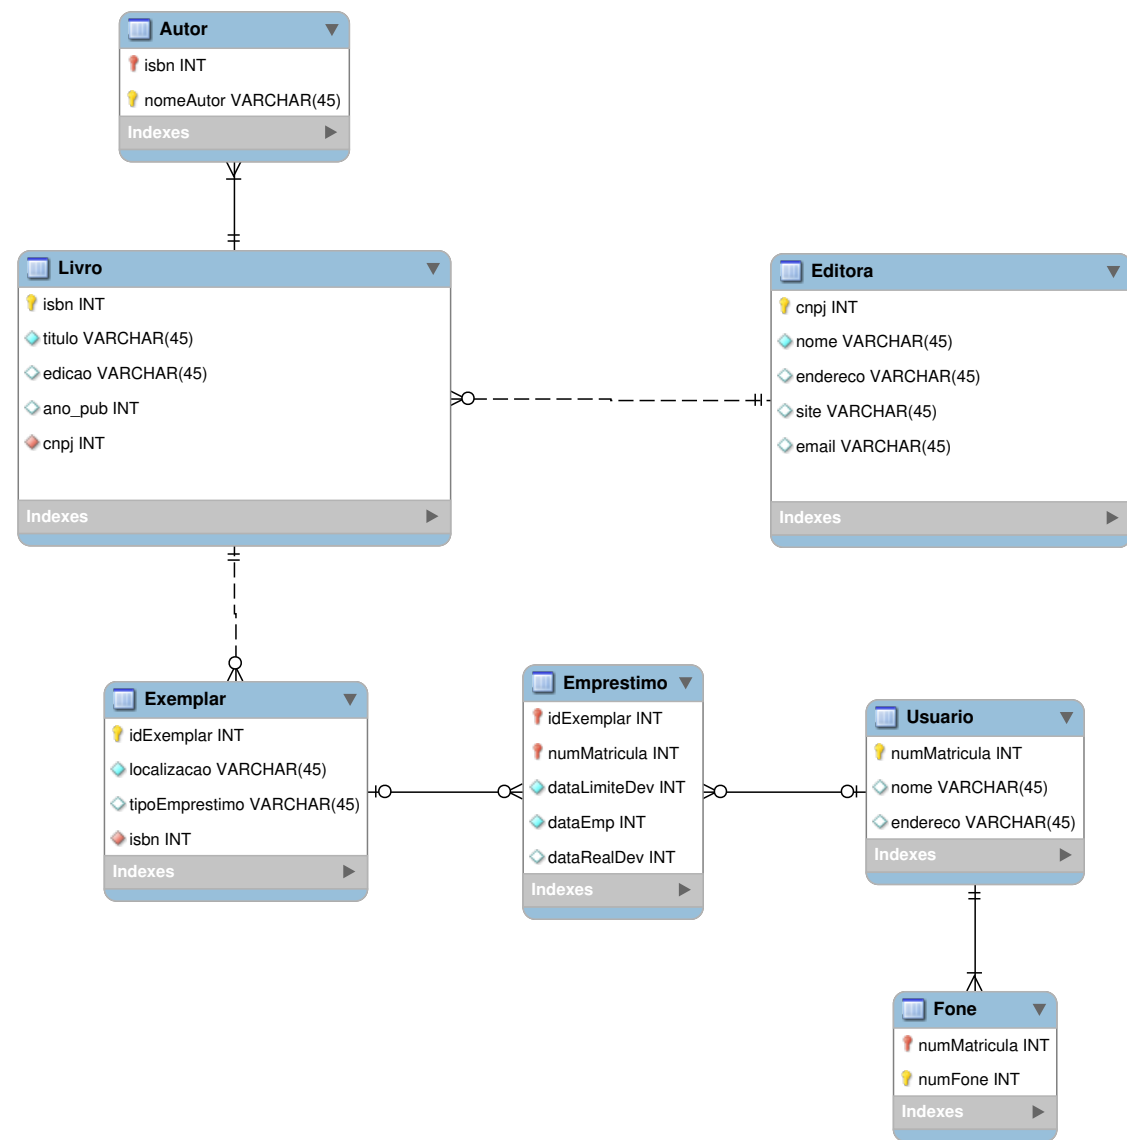 Autor
isbn INT
nomeAutor VARCHAR(45)
Indexes
Livro
isbn INT
titulo VARCHAR(45)
edicao VARCHAR(45)
ano_pub INT
cnpj INT
Indexes
Editora
cnpj INT
nome VARCHAR(45)
endereco VARCHAR(45)
site VARCHAR(45)
email VARCHAR(45)
Indexes
Exemplar
idExemplar INT
localizacao VARCHAR(45)
tipoEmprestimo VARCHAR(45)
isbn INT
Indexes
Emprestimo
idExemplar INT
numMatricula INT
dataLimiteDev INT
dataEmp INT
dataRealDev INT
Indexes
Usuario
numMatricula INT
nome VARCHAR(45)
endereco VARCHAR(45)
Indexes
Fone
numMatricula INT
numFone INT
Indexes